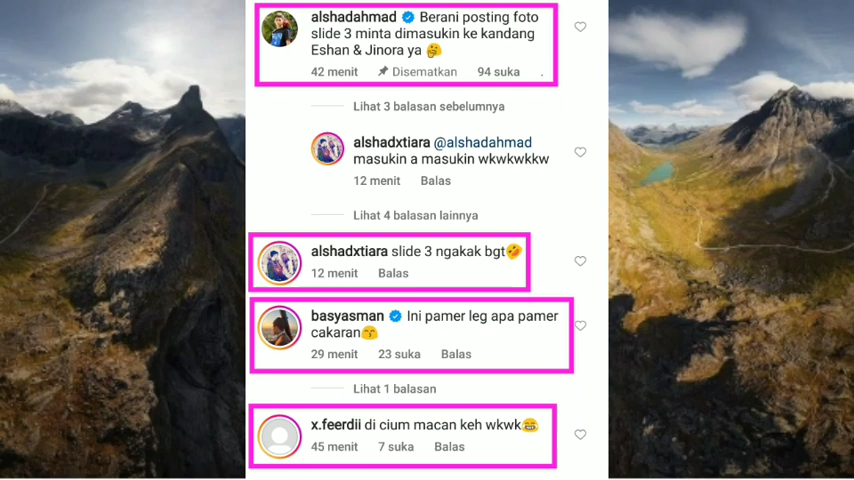 alshadahmad Berani posting foto
slide 3 minta dimasukin ke kandang
Eshan & Jinora ya 🤔
42 menit Disematkan 94 suka .
Lihat 3 balasan sebelumnya
alshadxtiara @alshadahmad
masukin a masukin wkwkwkkw
12 menit Balas
Lihat 4 balasan lainnya
alshadxtiara slide 3 ngakak bgt🤣
12 menit Balas
basyasman Ini pamer leg apa pamer
cakaran😙
29 menit 23 suka Balas
Lihat 1 balasan
x.feerdii di cium macan keh wkwk😂
45 menit 7 suka Balas